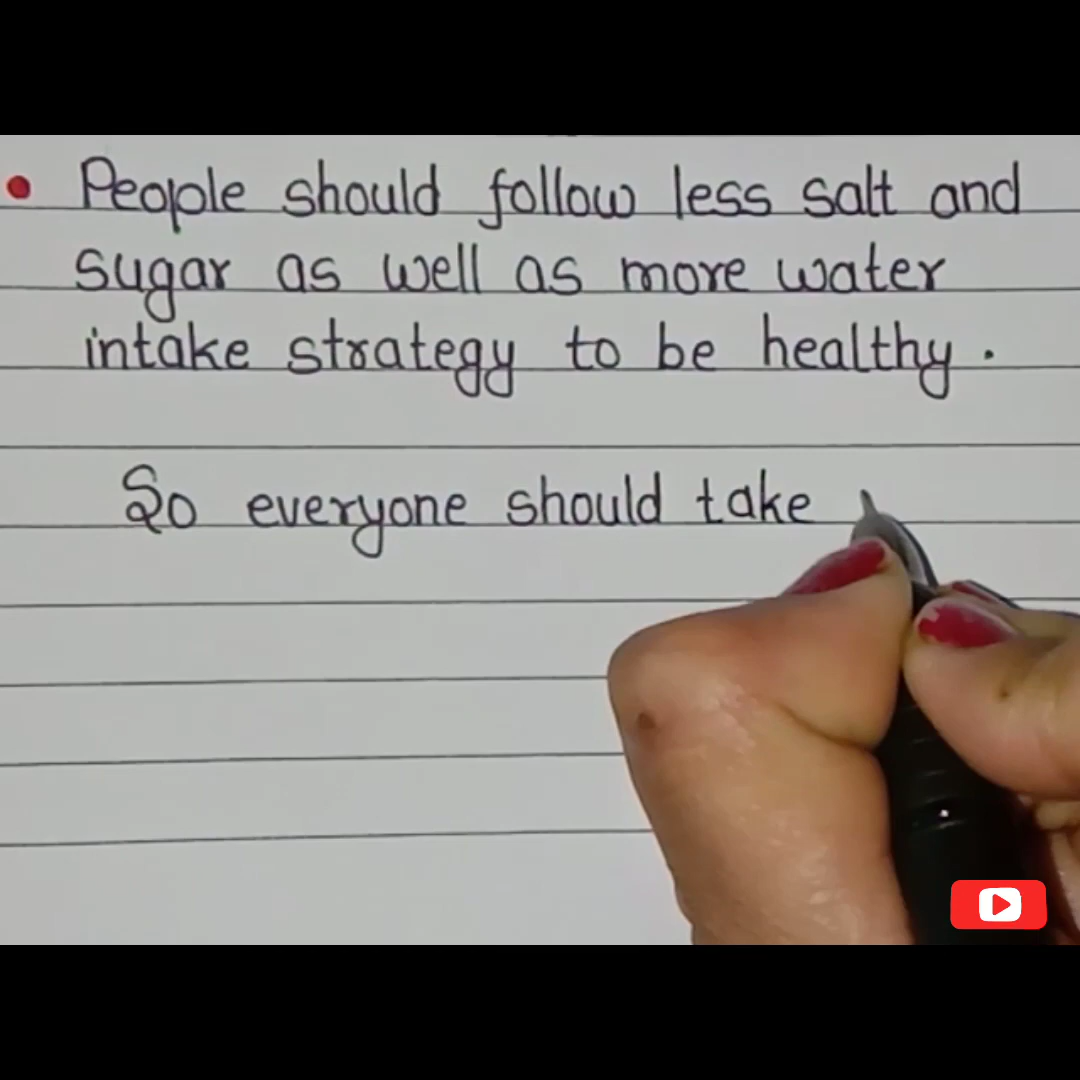 People should follow less salt and
sugar as well as more water
intake strategy to be healthy.
So everyone should take